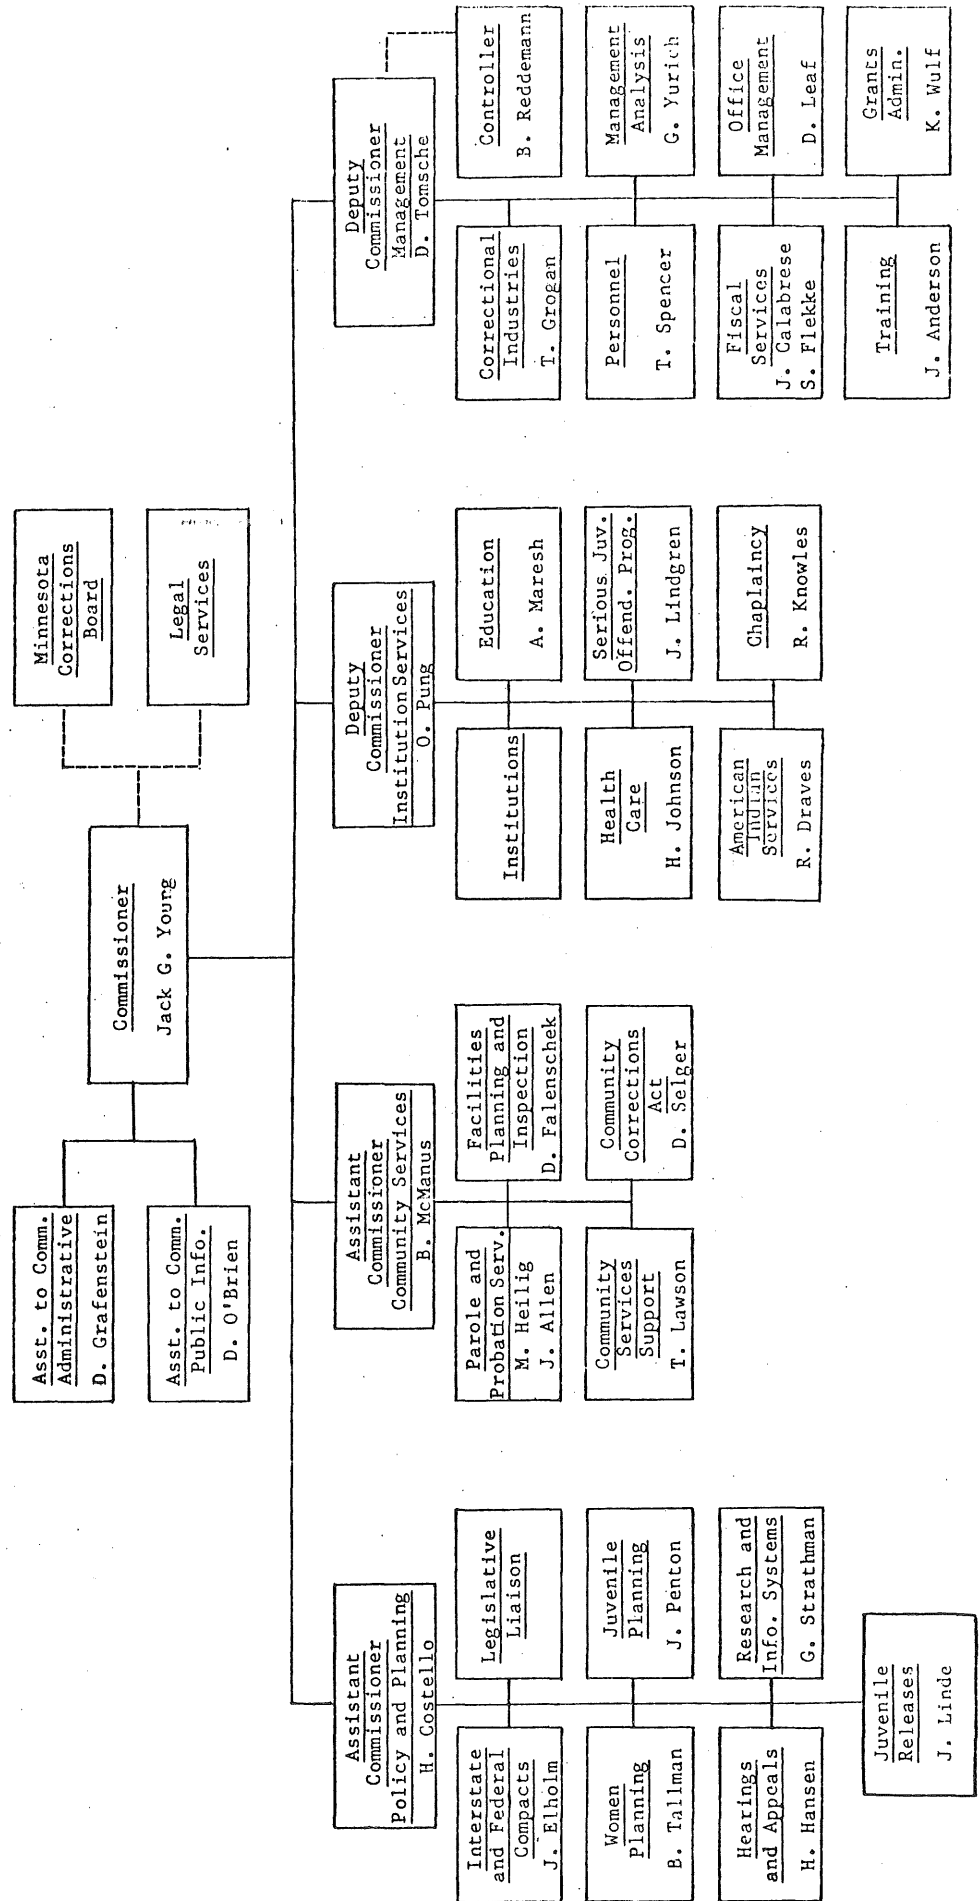 Minnesota
Corrections
Board
Legal
Services
Commissioner
Jack G. Young
Asst. to Comm.
Administrative
D. Grafenstein
Asst. to Comm.
Public Info.
D. O'Brien
Assistant
Commissioner
Policy and Planning
H. Costello
Interstate
and Federal
Compacts
J. Elholm
Legislative
Liaison
Women
Planning
B. Tallman
Juvenile
Planning
J. Penton
Hearings
and Appeals
H. Hansen
Research and
Info. Systems
G. Strathman
Juvenile
Releases
J. Linde
Assistant
Commissioner
Community Services
B. McManus
Parole and
Probation Serv.
M. Heilig
J. Allen
Facilities
Planning and
Inspection
D. Falenschek
Community
Services
Support
T. Lawson
Community
Corrections
Act
D. Selger
Deputy
Commissioner
Institution Services
O. Pung
Institutions
Education
A. Maresh
Health
Care
H. Johnson
Serious Juv.
Offend. Prog.
J. Lindgren
American
Indian
Services
R. Draves
Chaplaincy
R. Knowles
Deputy
Commissioner
Management
D. Tomsche
Correctional
Industries
T. Grogan
Controller
B. Reddemann
Personnel
T. Spencer
Management
Analysis
G. Yurich
Fiscal
Services
J. Calabrese
S. Flekke
Office
Management
D. Leaf
Training
J. Anderson
Grants
Admin.
K. Wulf